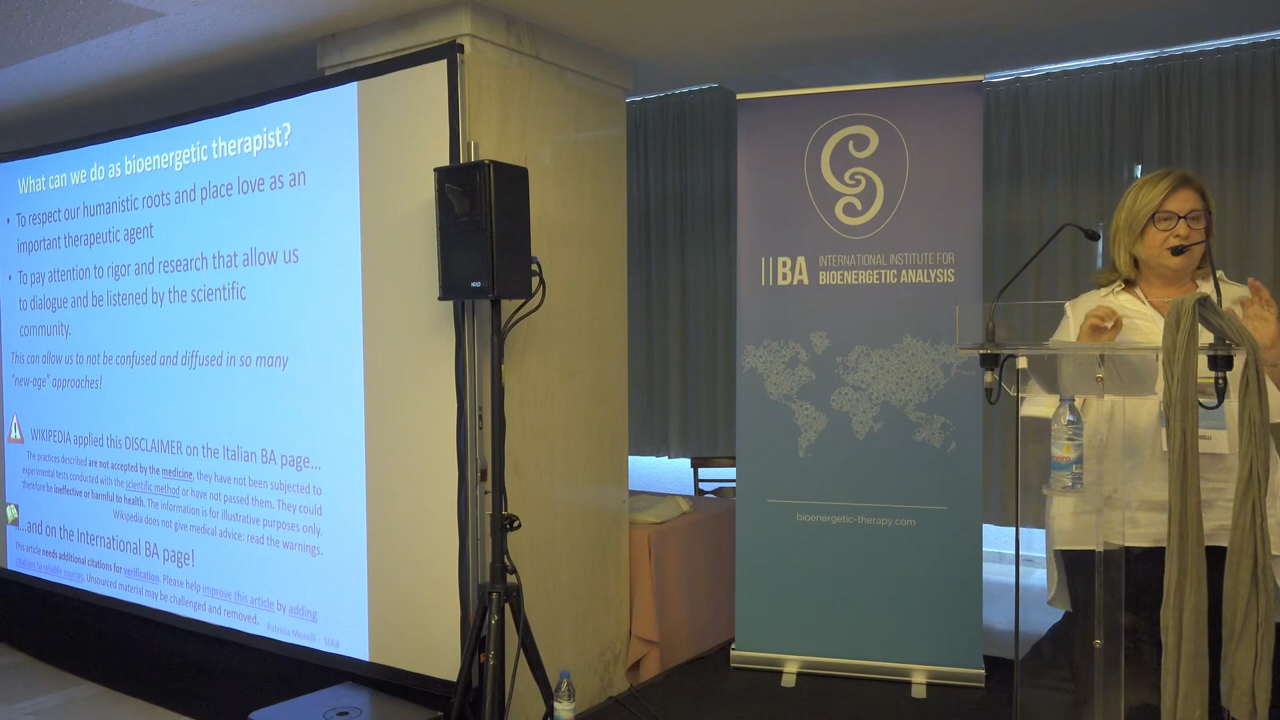 What can we do as bioenergetic therapist?
• To respect our humanistic roots and place love as an
important therapeutic agent
• To pay attention to rigor and research that allow us
to dialogue and be listened by the scientific
community.
This can allow us to not be confused and diffused in so many
"new-age" approaches!
WIKIPEDIA applied this DISCLAIMER on the Italian BA page...
The practices described are not accepted by the medicine, they have not been subjected to
experimental tests conducted with the scientific method or have not passed them. They could
therefore be ineffective or harmful to health. The information is for illustrative purposes only.
Wikipedia does not give medical advice: read the warnings.
....and on the International BA page!
This article needs additional citations for verification. Please help improve this article by adding
citations to reliable sources. Unsourced material may be challenged and removed.
Patrizia Moselli - SIAB
IIBA INTERNATIONAL INSTITUTE FOR
BIOENERGETIC ANALYSIS
bioenergetic-therapy.com